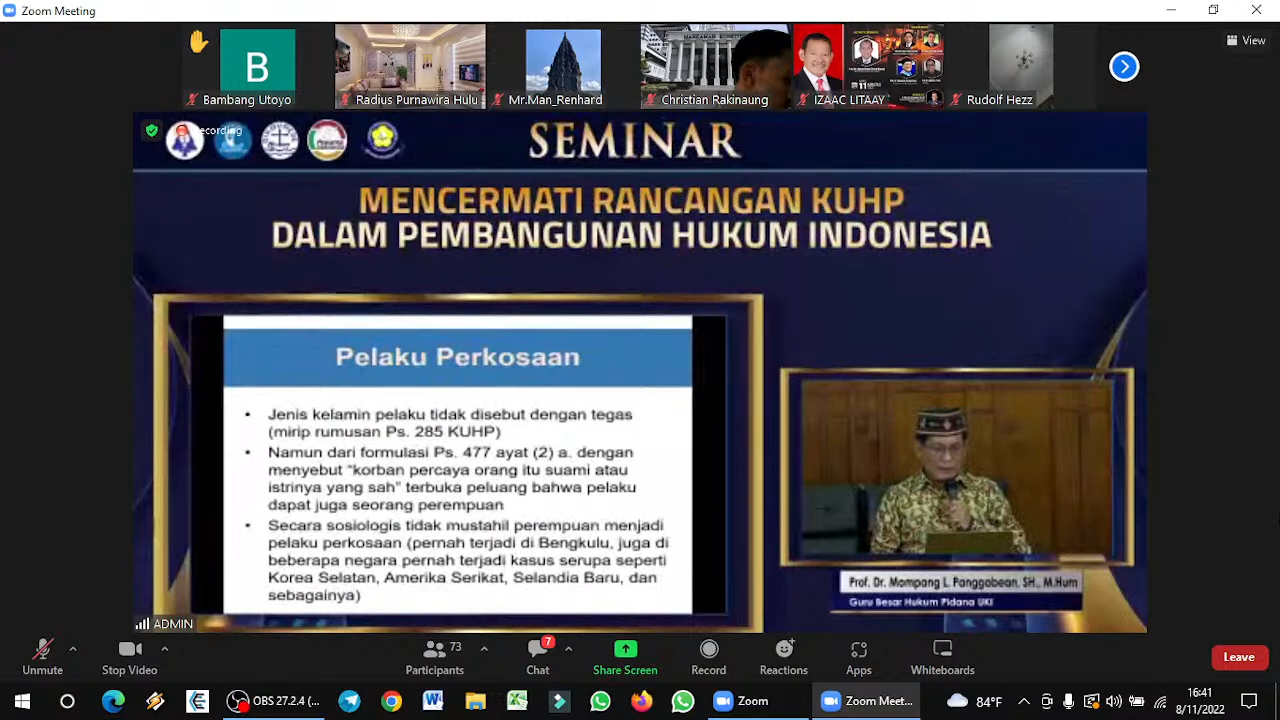 Zoom Meeting
B
Bambang Utoyo
Radius Purnawira Hulu
Mr.Man_Renhard
Christian Rakinaung
IZAAC LITAAY
11
Rudolf Hezz
View
Recording
SEMINAR
MENCERMATI RANCANGAN KUHP
DALAM PEMBANGUNAN HUKUM INDONESIA
Pelaku Perkosaan
• Jenis kelamin pelaku tidak disebut dengan tegas
(mirip rumusan Ps. 285 KUHP)
• Namun dari formulasi Ps. 477 ayat (2) a. dengan
menyebut “korban percaya orang itu suami atau
istrinya yang sah” terbuka peluang bahwa pelaku
dapat juga seorang perempuan
• Secara sosiologis tidak mustahil perempuan menjadi
pelaku perkosaan (pernah terjadi di Bengkulu, juga di
beberapa negara pernah terjadi kasus serupa seperti
Korea Selatan, Amerika Serikat, Selandia Baru, dan
sebagainya)
Prof. Dr. Mompang L. Panggabean. SH., M.Hum
Guru Besar Hukum Pidana UKI
ADMIN
Unmute
Stop Video
Participants
73
Chat
7
Share Screen
Record
Reactions
Apps
Whiteboards
Leave
OBS 27.2.4 (...
Zoom
Zoom Meet...
84°F
16:41
8/11/2022